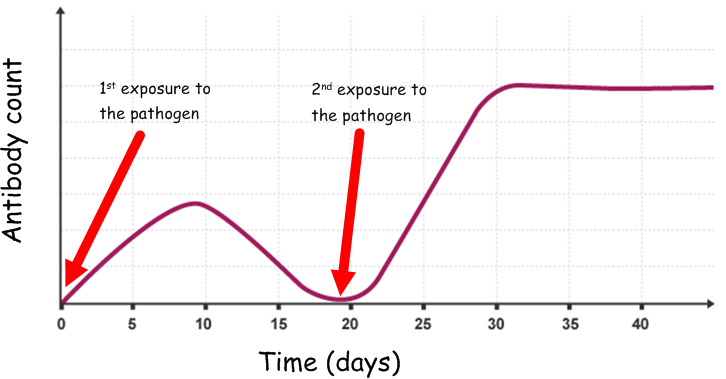 1st exposure to
the pathogen
2nd exposure to
the pathogen
Antibody count
0 5 10 15 20 25 30 35 40
Time (days)